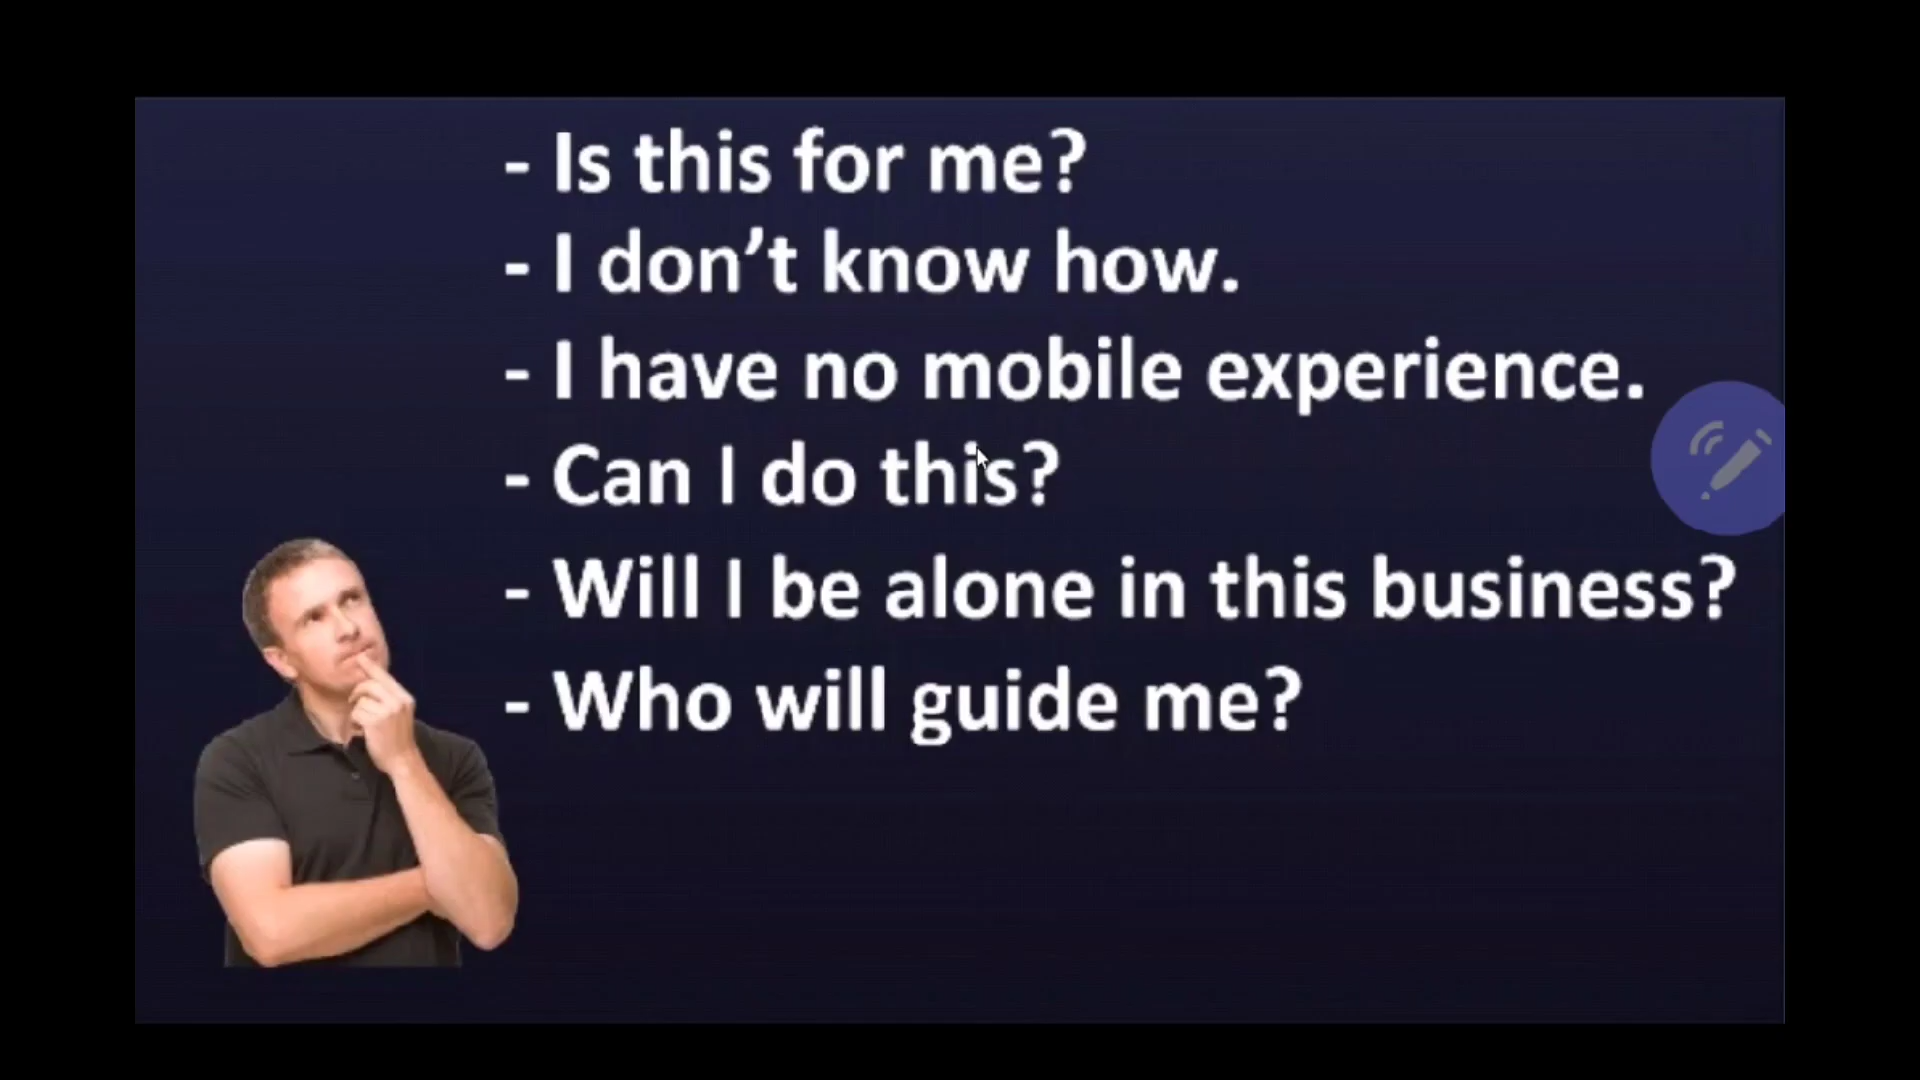 - Is this for me?
- I don't know how.
- I have no mobile experience.
- Can I do this?
- Will I be alone in this business?
- Who will guide me?